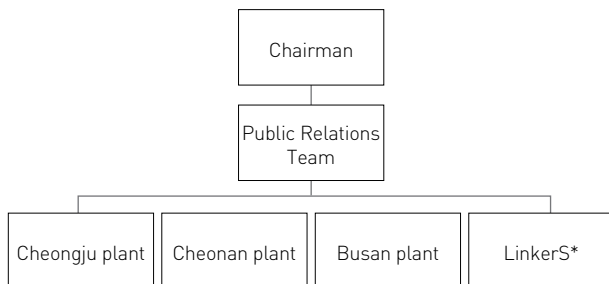 Chairman
Public Relations
Team
Cheongju plant
Cheonan plant
Busan plant
LinkerS*